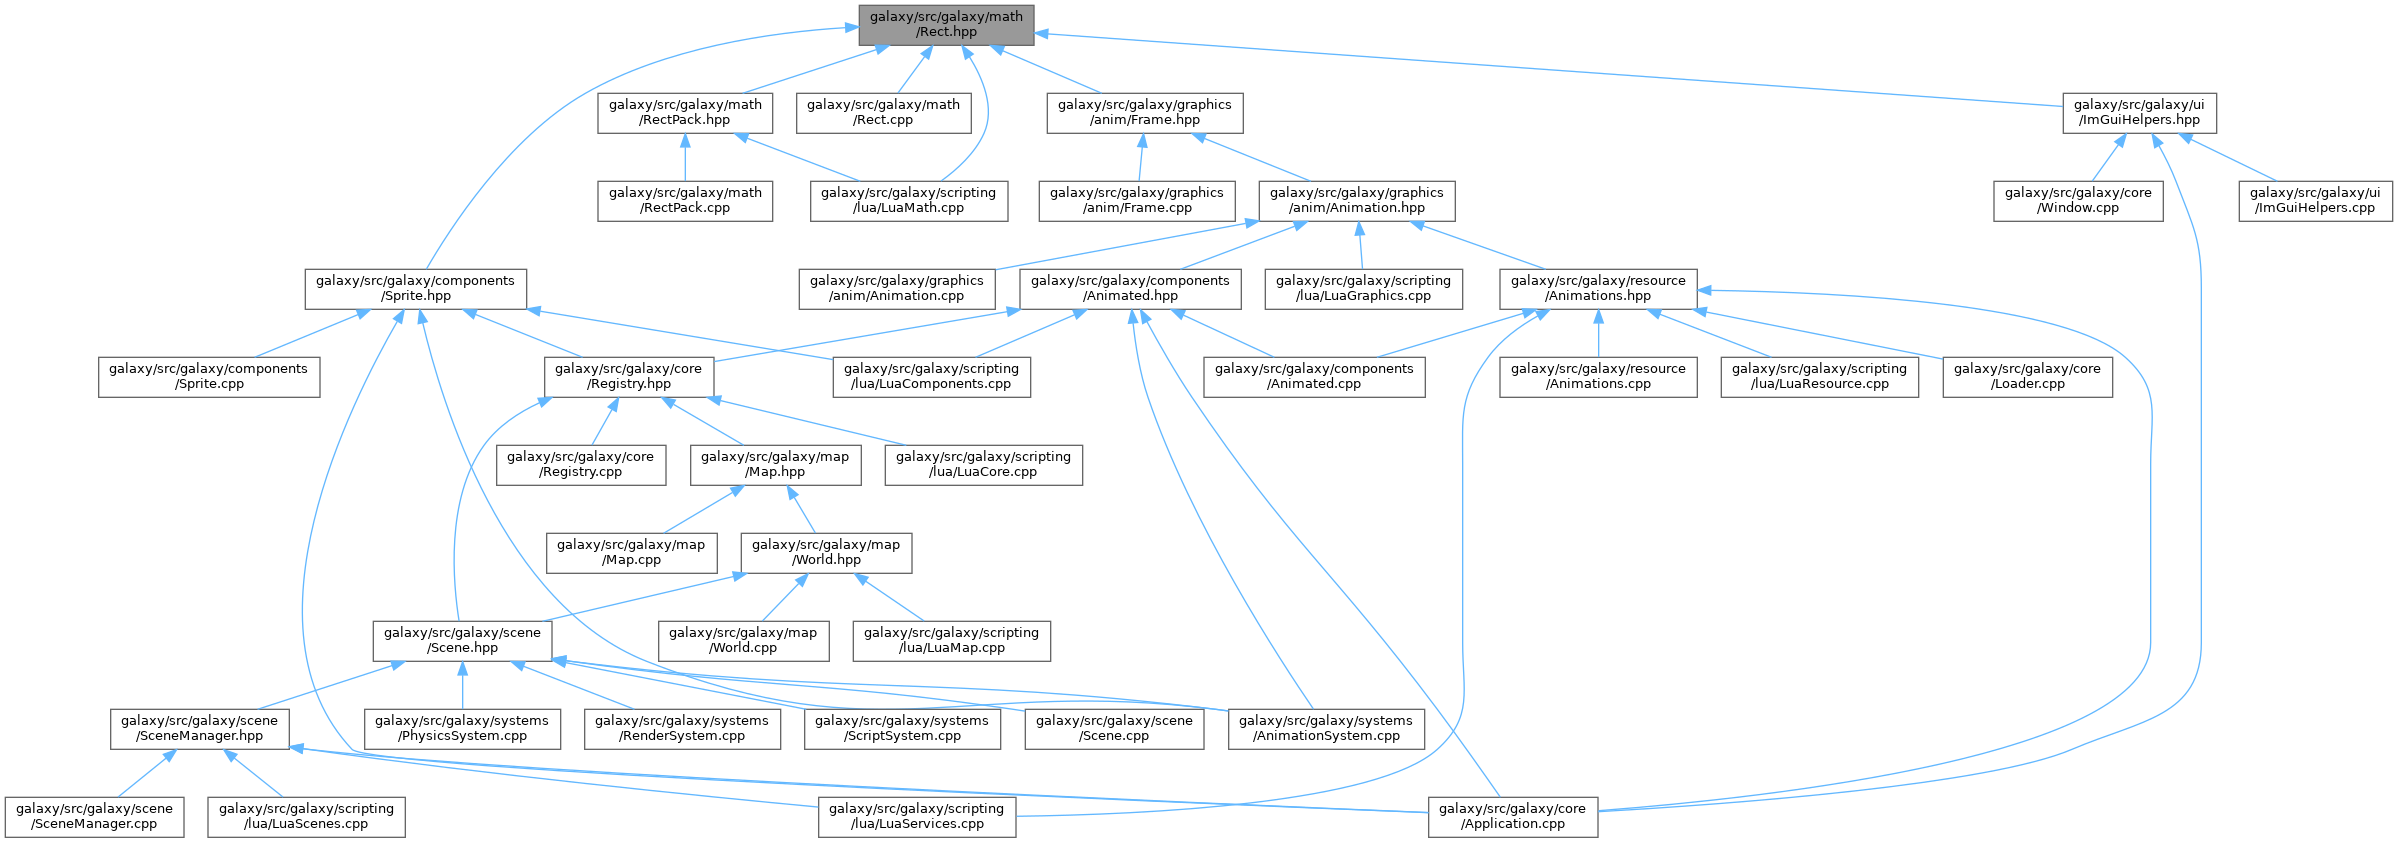 galaxy/src/galaxy/math
/Rect.hpp
galaxy/src/galaxy/math
/RectPack.hpp
galaxy/src/galaxy/math
/Rect.cpp
galaxy/src/galaxy/graphics
/anim/Frame.hpp
galaxy/src/galaxy/ui
/ImGuiHelpers.hpp
galaxy/src/galaxy/math
/RectPack.cpp
galaxy/src/galaxy/scripting
/lua/LuaMath.cpp
galaxy/src/galaxy/graphics
/anim/Frame.cpp
galaxy/src/galaxy/graphics
/anim/Animation.hpp
galaxy/src/galaxy/core
/Window.cpp
galaxy/src/galaxy/ui
/ImGuiHelpers.cpp
galaxy/src/galaxy/components
/Sprite.hpp
galaxy/src/galaxy/graphics
/anim/Animation.cpp
galaxy/src/galaxy/components
/Animated.hpp
galaxy/src/galaxy/scripting
/lua/LuaGraphics.cpp
galaxy/src/galaxy/resource
/Animations.hpp
galaxy/src/galaxy/components
/Sprite.cpp
galaxy/src/galaxy/core
/Registry.hpp
galaxy/src/galaxy/scripting
/lua/LuaComponents.cpp
galaxy/src/galaxy/components
/Animated.cpp
galaxy/src/galaxy/resource
/Animations.cpp
galaxy/src/galaxy/scripting
/lua/LuaResource.cpp
galaxy/src/galaxy/core
/Loader.cpp
galaxy/src/galaxy/core
/Registry.cpp
galaxy/src/galaxy/map
/Map.hpp
galaxy/src/galaxy/scripting
/lua/LuaCore.cpp
galaxy/src/galaxy/map
/Map.cpp
galaxy/src/galaxy/map
/World.hpp
galaxy/src/galaxy/scene
/Scene.hpp
galaxy/src/galaxy/map
/World.cpp
galaxy/src/galaxy/scripting
/lua/LuaMap.cpp
galaxy/src/galaxy/scene
/SceneManager.hpp
galaxy/src/galaxy/systems
/PhysicsSystem.cpp
galaxy/src/galaxy/systems
/RenderSystem.cpp
galaxy/src/galaxy/systems
/ScriptSystem.cpp
galaxy/src/galaxy/scene
/Scene.cpp
galaxy/src/galaxy/systems
/AnimationSystem.cpp
galaxy/src/galaxy/scene
/SceneManager.cpp
galaxy/src/galaxy/scripting
/lua/LuaScenes.cpp
galaxy/src/galaxy/scripting
/lua/LuaServices.cpp
galaxy/src/galaxy/core
/Application.cpp